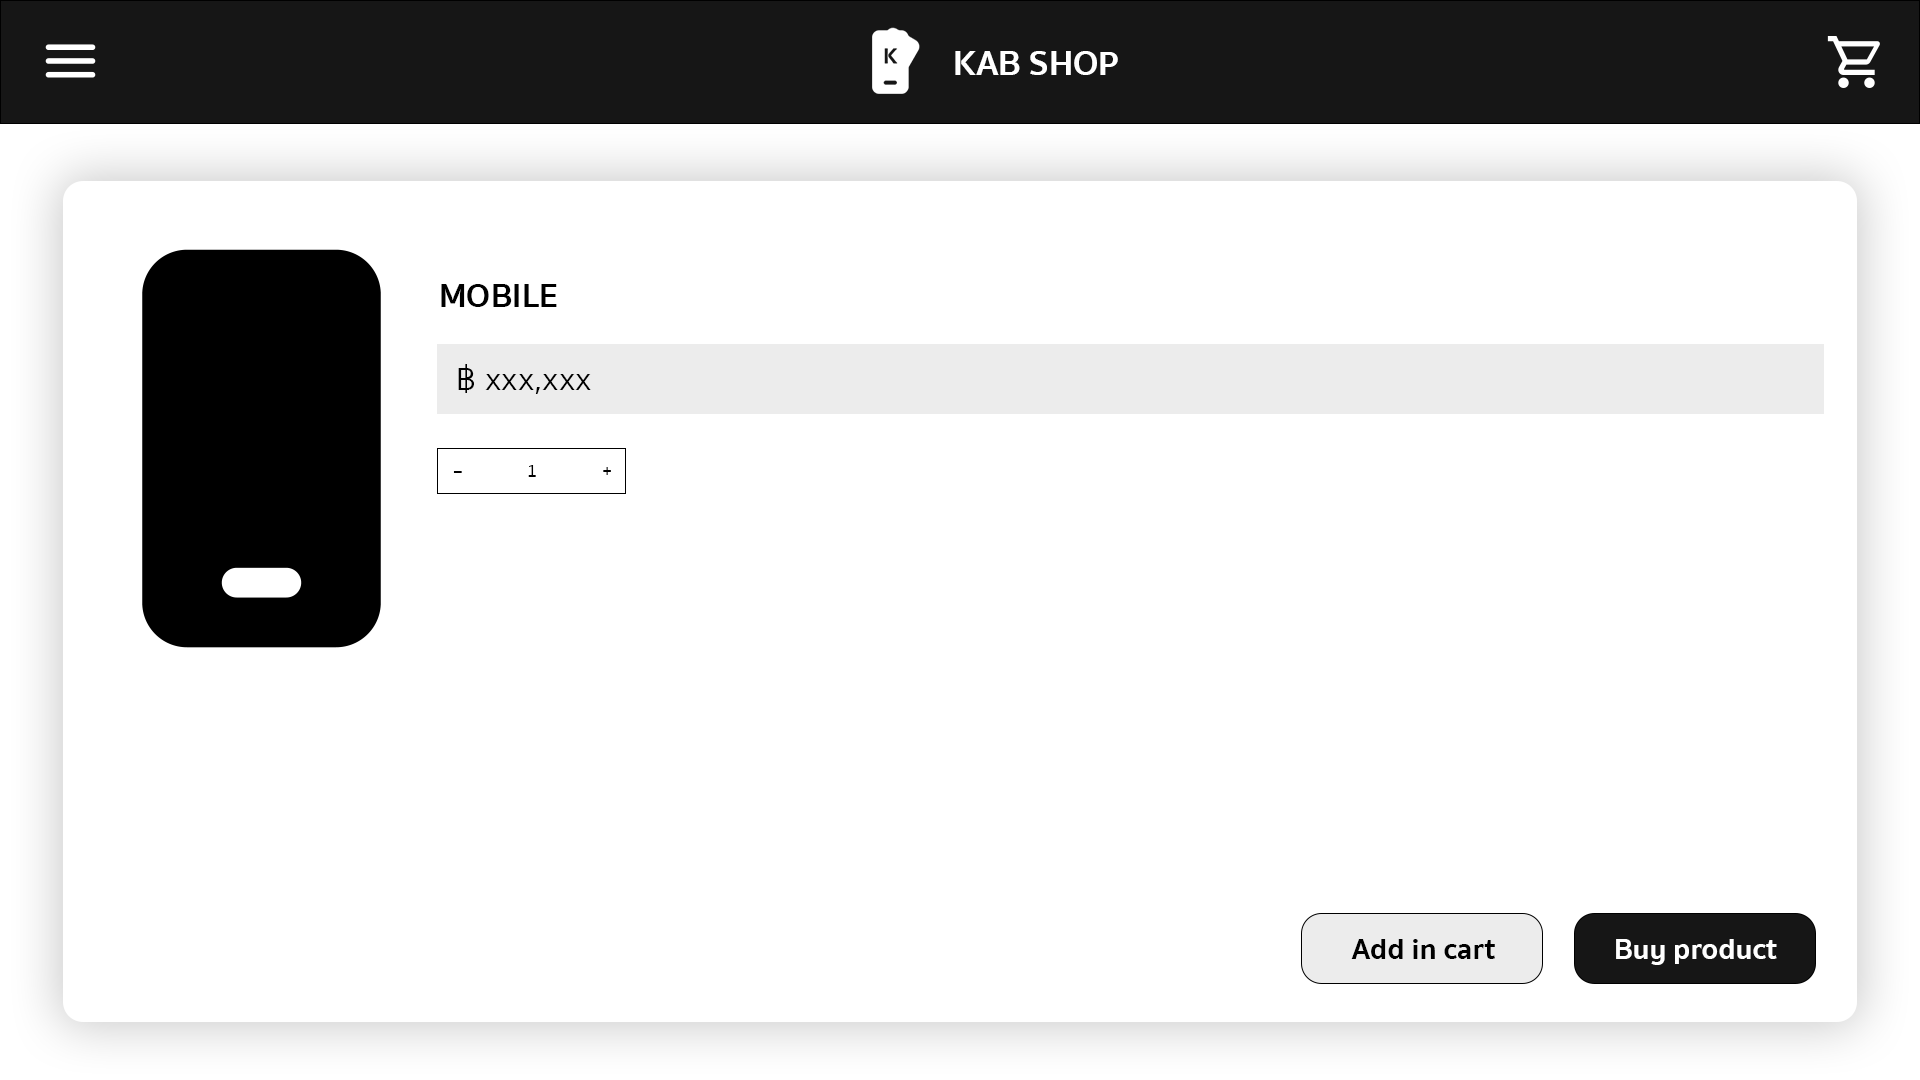 K
KAB SHOP
MOBILE
฿ xxx,xxx
- 1 +
Add in cart
Buy product